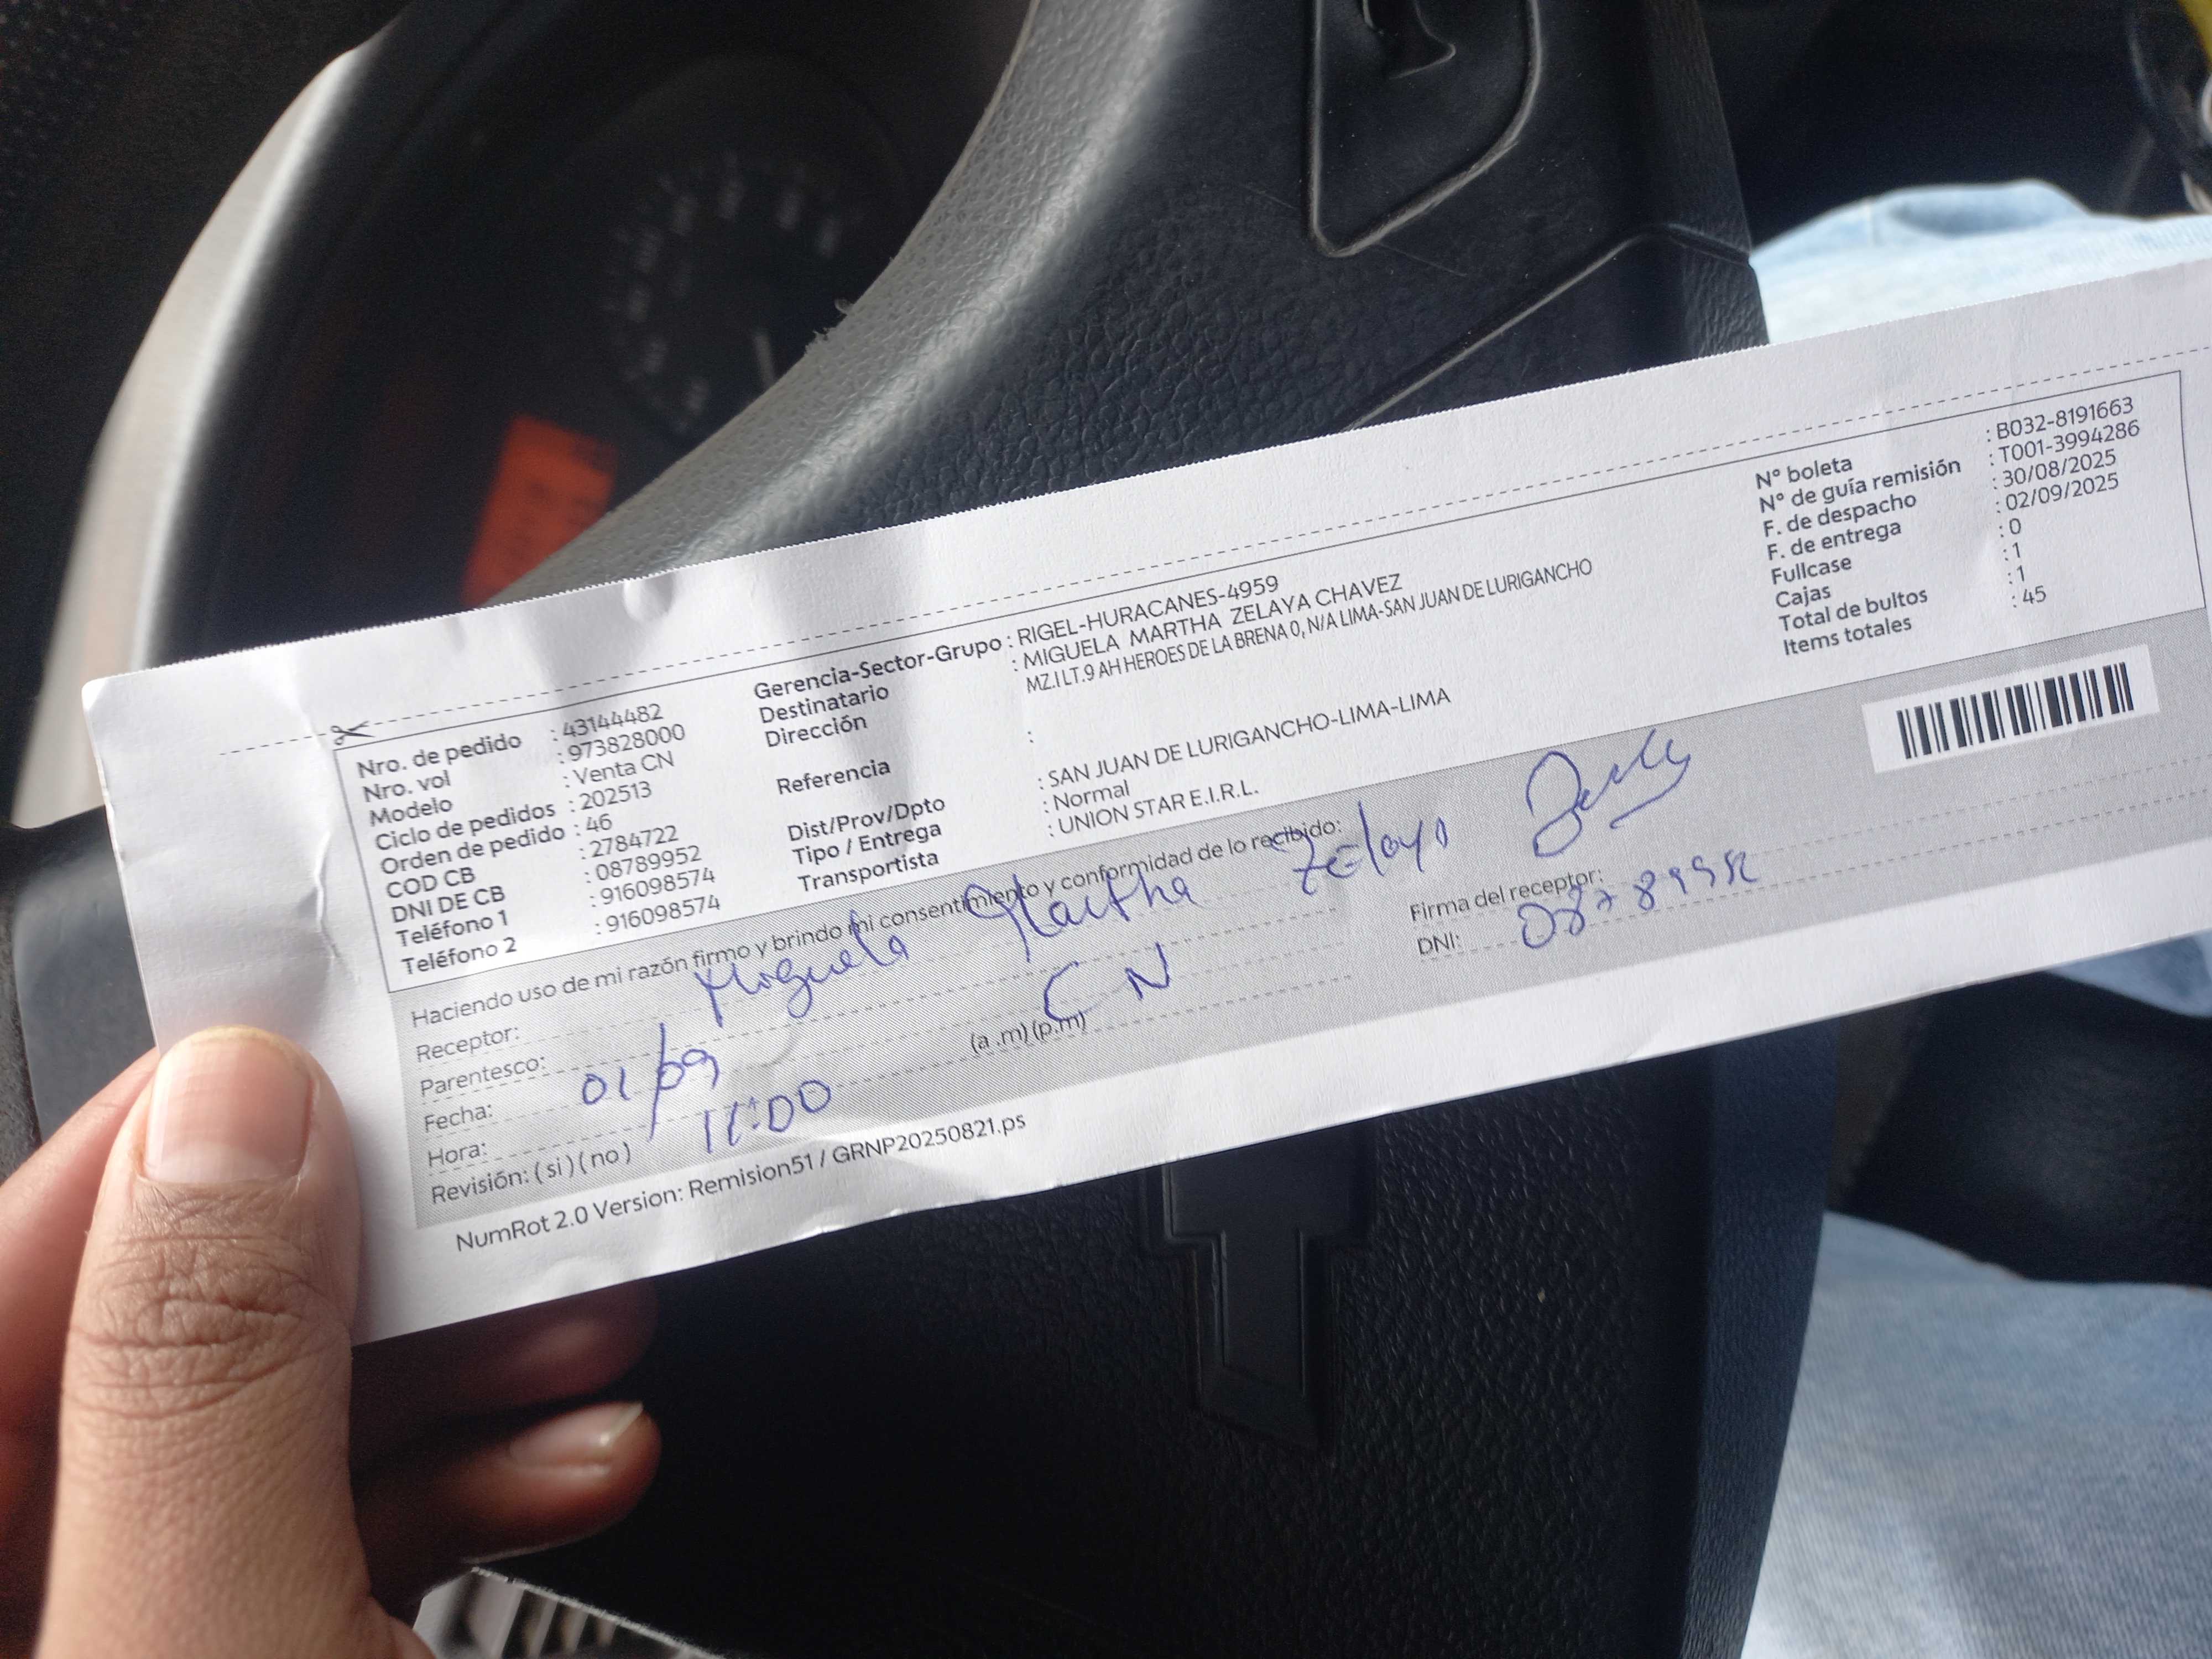 Nro. de pedido : 43144482
Nro. vol : 973828000
Modelo : Venta CN
Ciclo de pedidos : 202513
Orden de pedido : 46
COD CB : 2784722
DNI DE CB : 08789952
Teléfono 1 : 916098574
Teléfono 2 : 916098574
Gerencia-Sector-Grupo : RIGEL-HURACANES-4959
Destinatario : MIGUELA MARTHA ZELAYA CHAVEZ
Dirección MZ.I LT.9 AH HEROES DE LA BRENA 0, N/A LIMA-SAN JUAN DE LURIGANCHO
Referencia :
Dist/Prov/Dpto : SAN JUAN DE LURIGANCHO-LIMA-LIMA
Tipo / Entrega : Normal
Transportista : UNION STAR E.I.R.L.
N° boleta : B032-8191663
N° de guía remisión : T001-3994286
F. de despacho : 30/08/2025
F. de entrega : 02/09/2025
Fullcase : 0
Cajas : 1
Total de bultos : 1
Items totales : 45
Haciendo uso de mi razón firmo y brindo mi consentimiento y conformidad de lo recibido:
Receptor: Miguela Martha Zelaya
Parentesco: CN
Fecha: 01/09
Hora: 11:00 (a .m) (p.m)
Revisión: ( si ) ( no )
Firma del receptor:
DNI: 08789952
NumRot 2.0 Version: Remision51 / GRNP20250821.ps